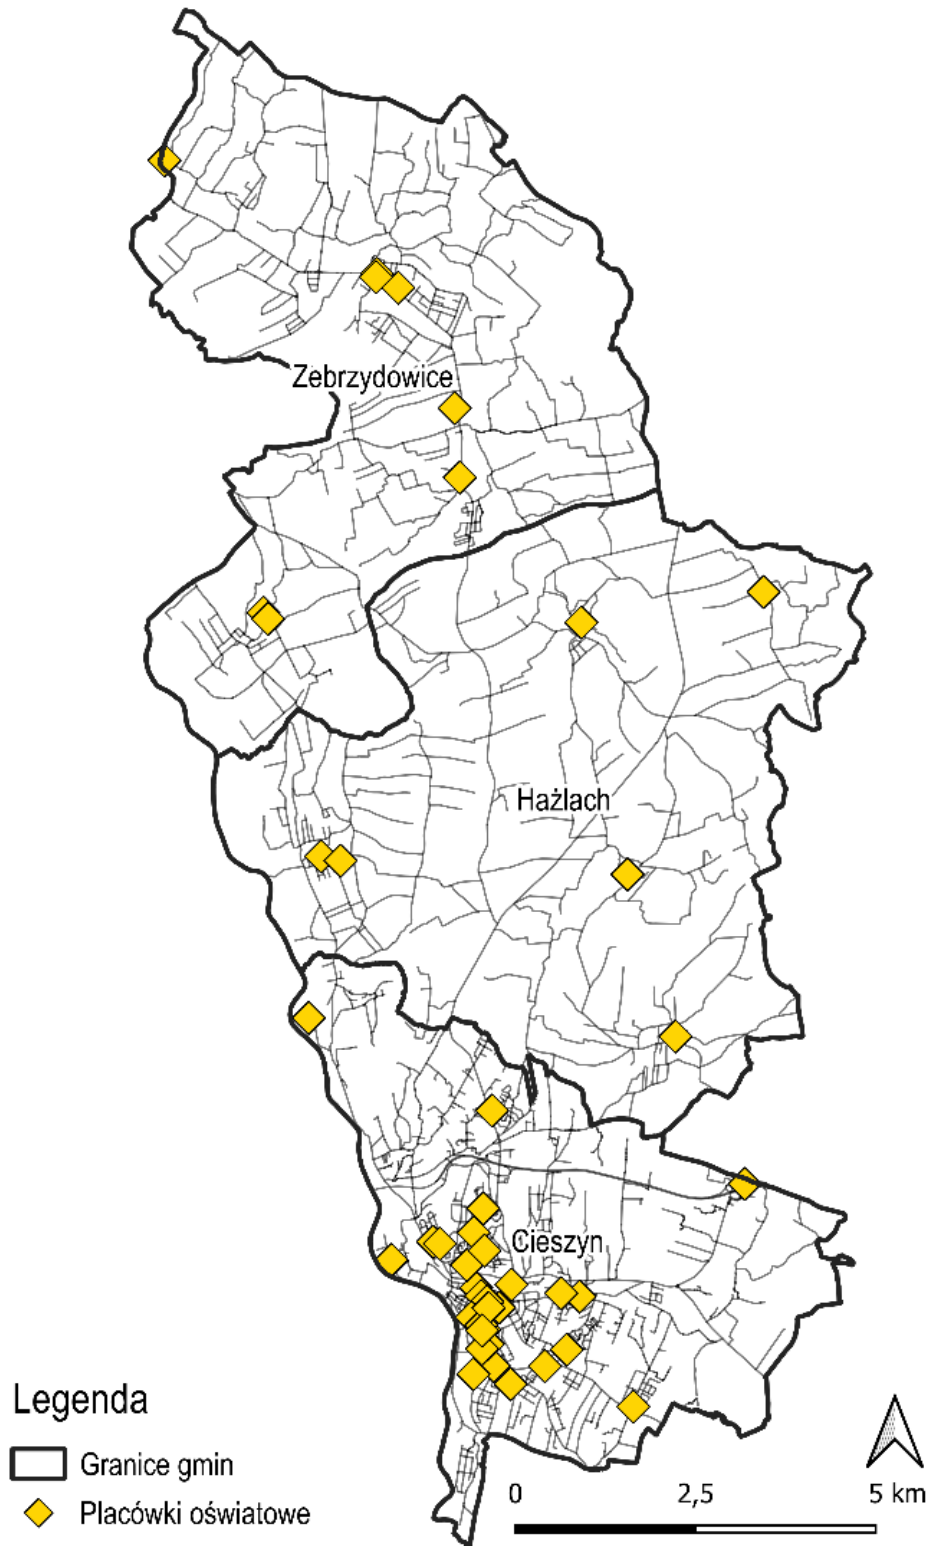 Zebrzydowice
Hażlach
Cieszyn
Legenda
Granice gmin
Placówki oświatowe
0 2,5 5 km